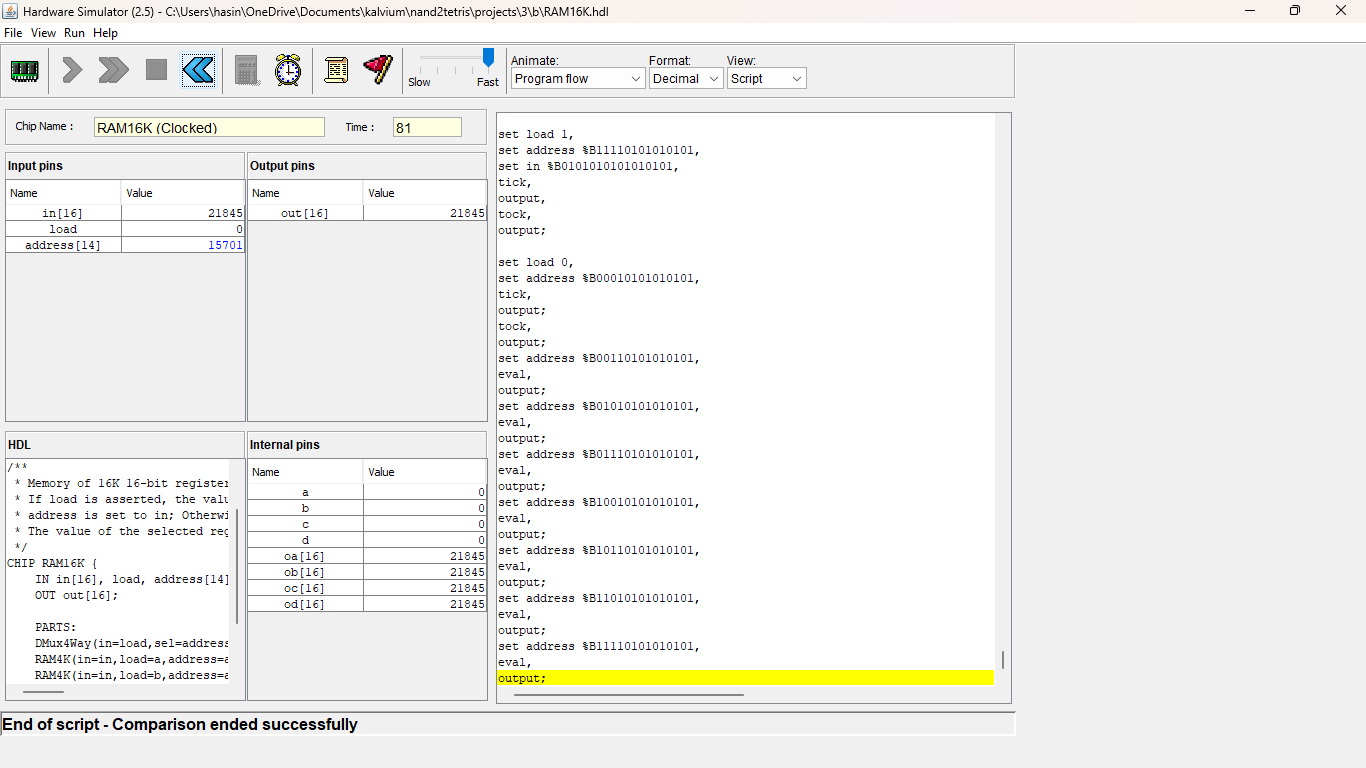 Hardware Simulator (2.5) - C:\Users\hasin\OneDrive\Documents\kalvium\nand2tetris\projects\3\b\RAM16K.hdl
File View Run Help
Slow Fast
Animate: Format: View:
Program flow Decimal Script
Chip Name : RAM16K (Clocked) Time : 81
Input pins
Name Value
in[16] 21845
load 0
address[14] 15701
Output pins
Name Value
out[16] 21845
HDL
/**
* Memory of 16K 16-bit register
* If load is asserted, the valu
* address is set to in; Otherwi
* The value of the selected reg
*/
CHIP RAM16K {
IN in[16], load, address[14]
OUT out[16];
PARTS:
DMux4Way(in=load,sel=address
RAM4K(in=in,load=a,address=a
RAM4K(in=in,load=b,address=a
Internal pins
Name Value
a 0
b 0
c 0
d 0
oa[16] 21845
ob[16] 21845
oc[16] 21845
od[16] 21845
set load 1,
set address %B11110101010101,
set in %B0101010101010101,
tick,
output,
tock,
output;
set load 0,
set address %B00010101010101,
tick,
output;
tock,
output;
set address %B00110101010101,
eval,
output;
set address %B01010101010101,
eval,
output;
set address %B01110101010101,
eval,
output;
set address %B10010101010101,
eval,
output;
set address %B10110101010101,
eval,
output;
set address %B11010101010101,
eval,
output;
set address %B11110101010101,
eval,
output;
End of script - Comparison ended successfully